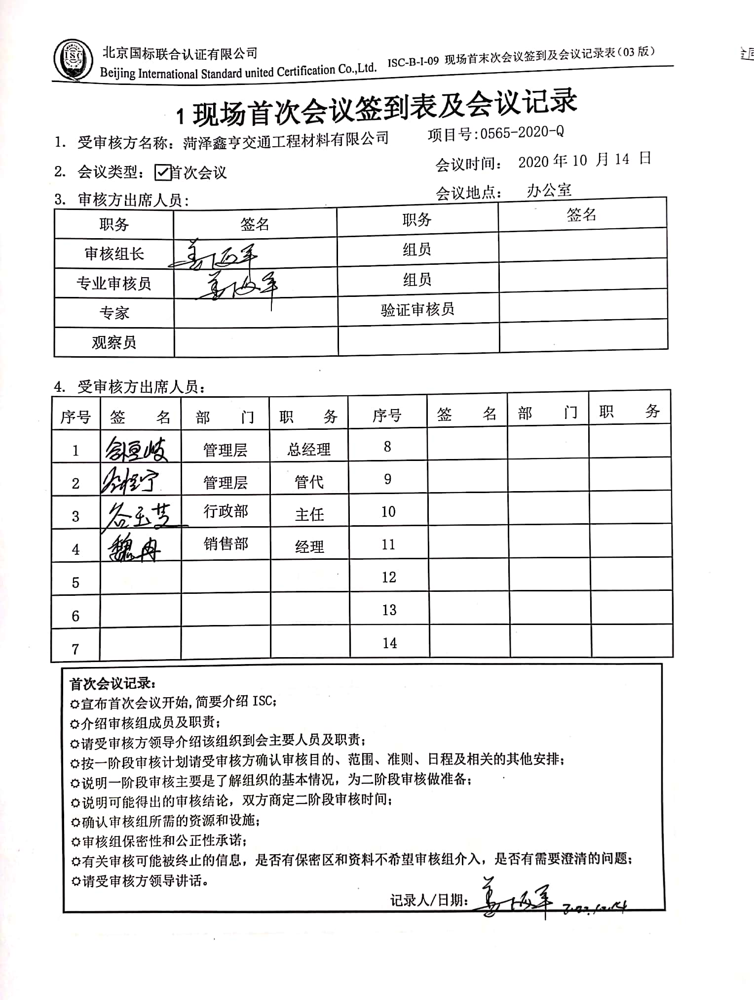 北京国标联合认证有限公司
Beijing International Standard united Certification Co.,Ltd. ISC-B-I-09 现场首末次会议签到及会议记录表(03 版)
1 现场首次会议签到表及会议记录
1. 受审核方名称: 菏泽鑫亨交通工程材料有限公司 项目号:0565-2020-Q
2. 会议类型: ☑首次会议 会议时间: 2020 年 10 月 14 日
3. 审核方出席人员: 会议地点: 办公室
职务 签名 职务 签名
审核组长 姜海军 组员
专业审核员 姜海军 组员
专家 验证审核员
观察员
4. 受审核方出席人员:
序号 签 名 部 门 职 务 序号 签 名 部 门 职 务
1 管理层 总经理 8
2 管理层 管代 9
3 谷玉芝 行政部 主任 10
4 魏冉 销售部 经理 11
5 12
6 13
7 14
首次会议记录:
✿宣布首次会议开始,简要介绍 ISC;
✿介绍审核组成员及职责;
✿请受审核方领导介绍该组织到会主要人员及职责;
✿按一阶段审核计划请受审核方确认审核目的、范围、准则、日程及相关的其他安排;
✿说明一阶段审核主要是了解组织的基本情况，为二阶段审核做准备;
✿说明可能得出的审核结论，双方商定二阶段审核时间;
✿确认审核组所需的资源和设施;
✿审核组保密性和公正性承诺;
✿有关审核可能被终止的信息，是否有保密区和资料不希望审核组介入，是否有需要澄清的问题;
✿请受审核方领导讲话。
记录人/日期: 姜海军 2020.10.14